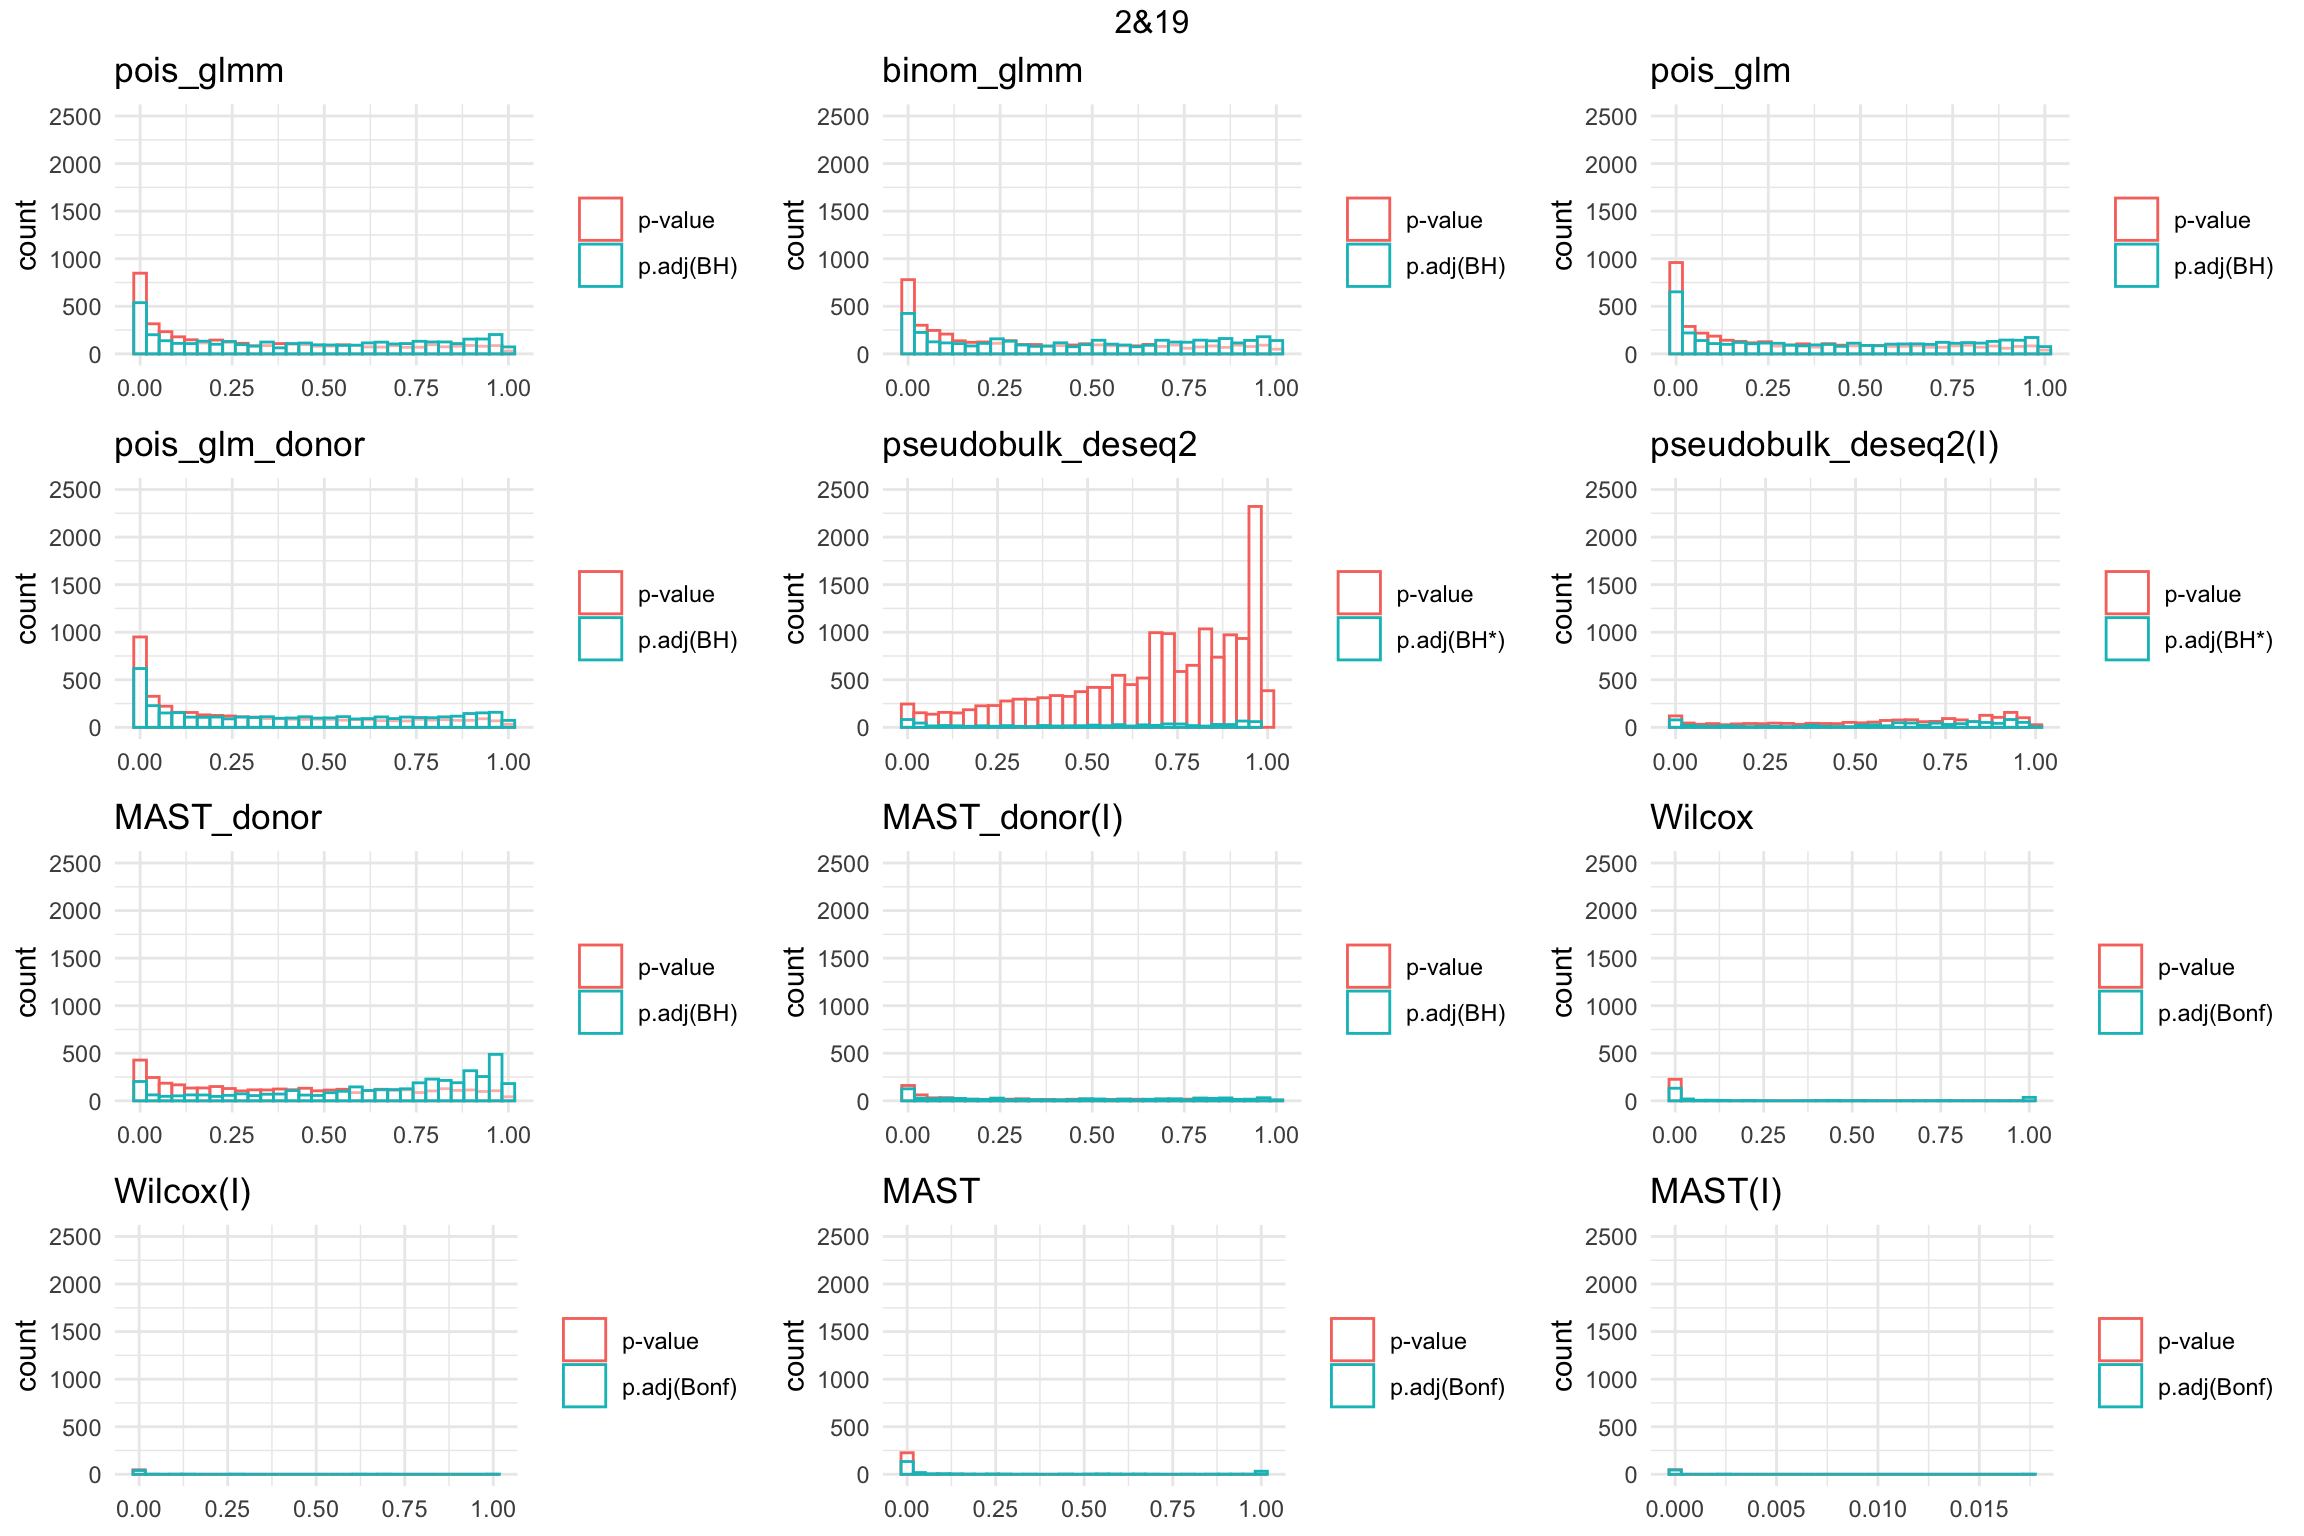 2&19
pois_glmm
binom_glmm
pois_glm
count
2500
2000
1500
1000
500
0
0.00 0.25 0.50 0.75 1.00
p-value
p.adj(BH)
count
2500
2000
1500
1000
500
0
0.00 0.25 0.50 0.75 1.00
p-value
p.adj(BH)
count
2500
2000
1500
1000
500
0
0.00 0.25 0.50 0.75 1.00
p-value
p.adj(BH)
pois_glm_donor
pseudobulk_deseq2
pseudobulk_deseq2(I)
count
2500
2000
1500
1000
500
0
0.00 0.25 0.50 0.75 1.00
p-value
p.adj(BH)
count
2500
2000
1500
1000
500
0
0.00 0.25 0.50 0.75 1.00
p-value
p.adj(BH*)
count
2500
2000
1500
1000
500
0
0.00 0.25 0.50 0.75 1.00
p-value
p.adj(BH*)
MAST_donor
MAST_donor(I)
Wilcox
count
2500
2000
1500
1000
500
0
0.00 0.25 0.50 0.75 1.00
p-value
p.adj(BH)
count
2500
2000
1500
1000
500
0
0.00 0.25 0.50 0.75 1.00
p-value
p.adj(BH)
count
2500
2000
1500
1000
500
0
0.00 0.25 0.50 0.75 1.00
p-value
p.adj(Bonf)
Wilcox(I)
MAST
MAST(I)
count
2500
2000
1500
1000
500
0
0.00 0.25 0.50 0.75 1.00
p-value
p.adj(Bonf)
count
2500
2000
1500
1000
500
0
0.00 0.25 0.50 0.75 1.00
p-value
p.adj(Bonf)
count
2500
2000
1500
1000
500
0
0.000 0.005 0.010 0.015
p-value
p.adj(Bonf)